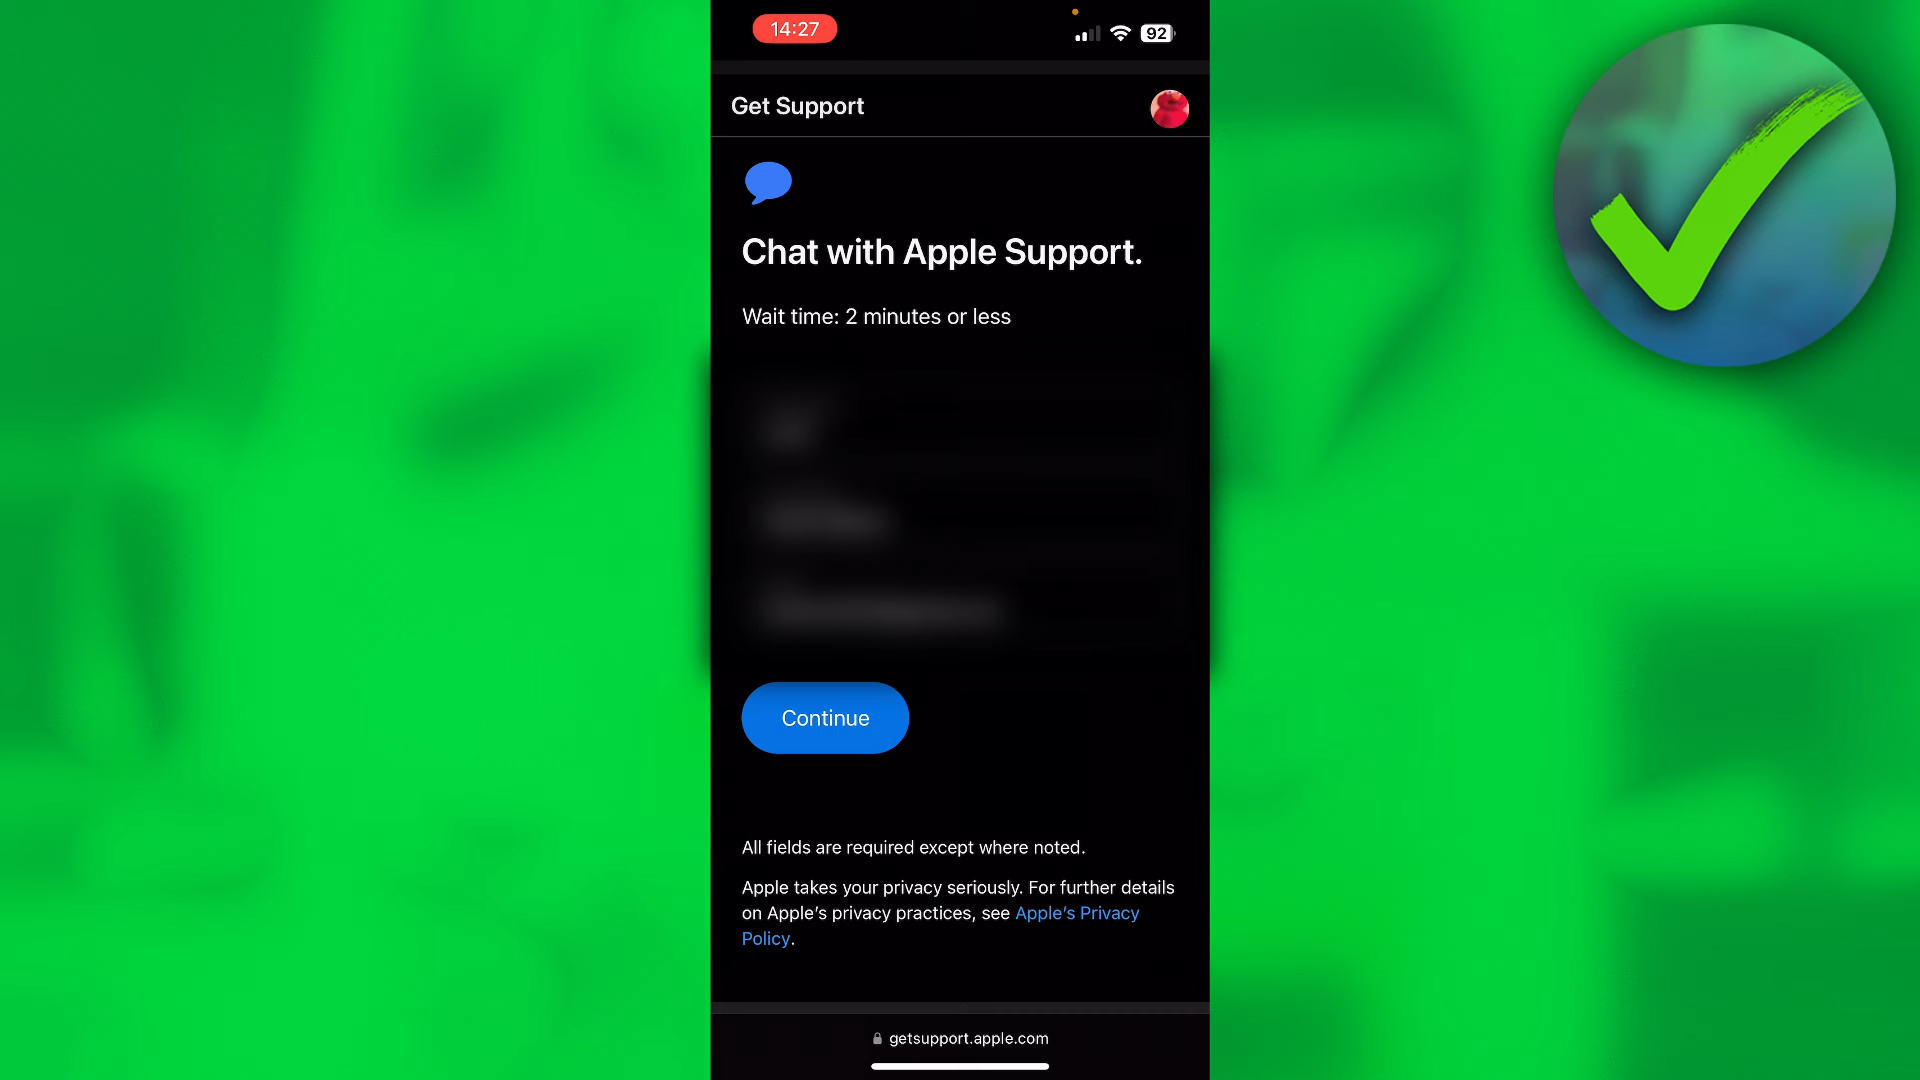 14:27
92
Get Support
Chat with Apple Support.
Wait time: 2 minutes or less
Continue
All fields are required except where noted.
Apple takes your privacy seriously. For further details
on Apple's privacy practices, see Apple's Privacy
Policy.
getsupport.apple.com